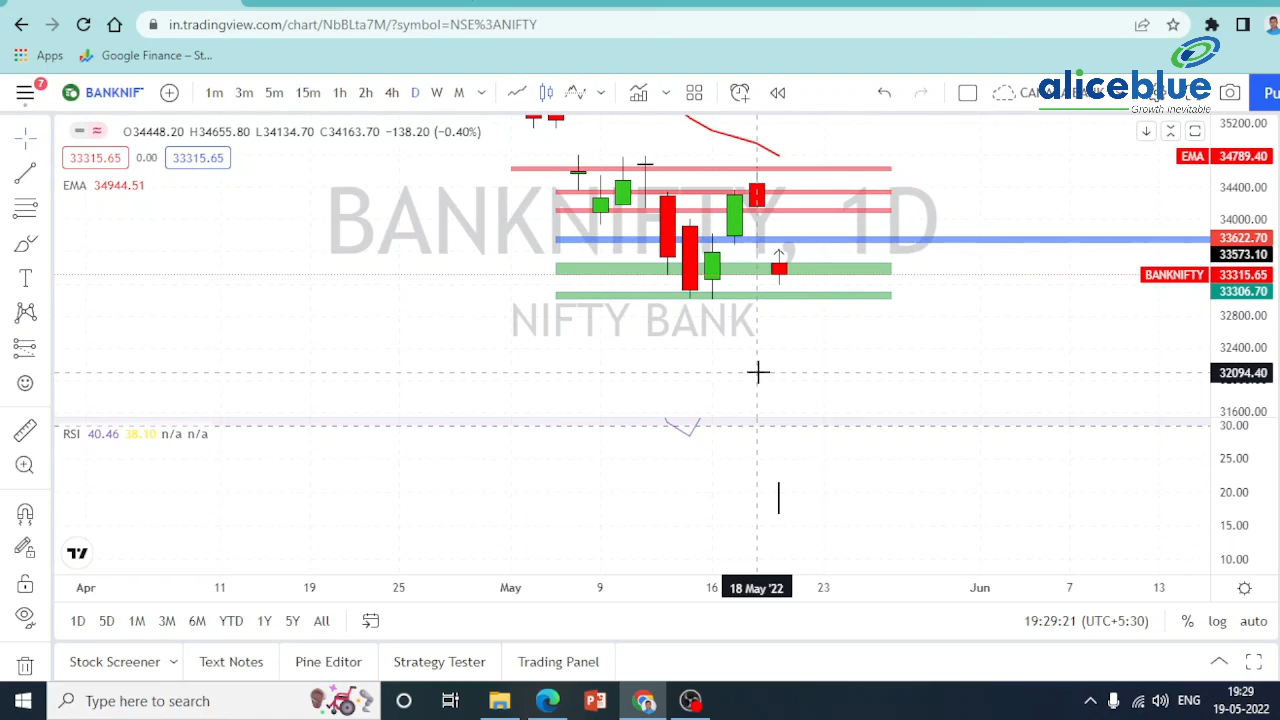 in.tradingview.com/chart/NbBLta7M/?symbol=NSE%3ANIFTY
Apps Google Finance – St...
aliceblue
Growth Inevitable
7 BANKNIF 1m 3m 5m 15m 1h 2h 4h D W M Pu
O34448.20 H34655.80 L34134.70 C34163.70 −138.20 (−0.40%)
33315.65 0.00 33315.65
EMA 34944.51
35200.00
EMA 34789.40
34400.00
34000.00
33622.70
33573.10
BANKNIFTY 33315.65
33306.70
32800.00
32400.00
32094.40
31600.00
BANKNIFTY, 1D
NIFTY BANK
RSI 40.46 38.10 n/a n/a
30.00
25.00
20.00
15.00
10.00
Apr 11 19 25 May 9 16 18 May '22 23 Jun 7 13
1D 5D 1M 3M 6M YTD 1Y 5Y All 19:29:21 (UTC+5:30) % log auto
Stock Screener Text Notes Pine Editor Strategy Tester Trading Panel
Type here to search ENG 19:29
19-05-2022